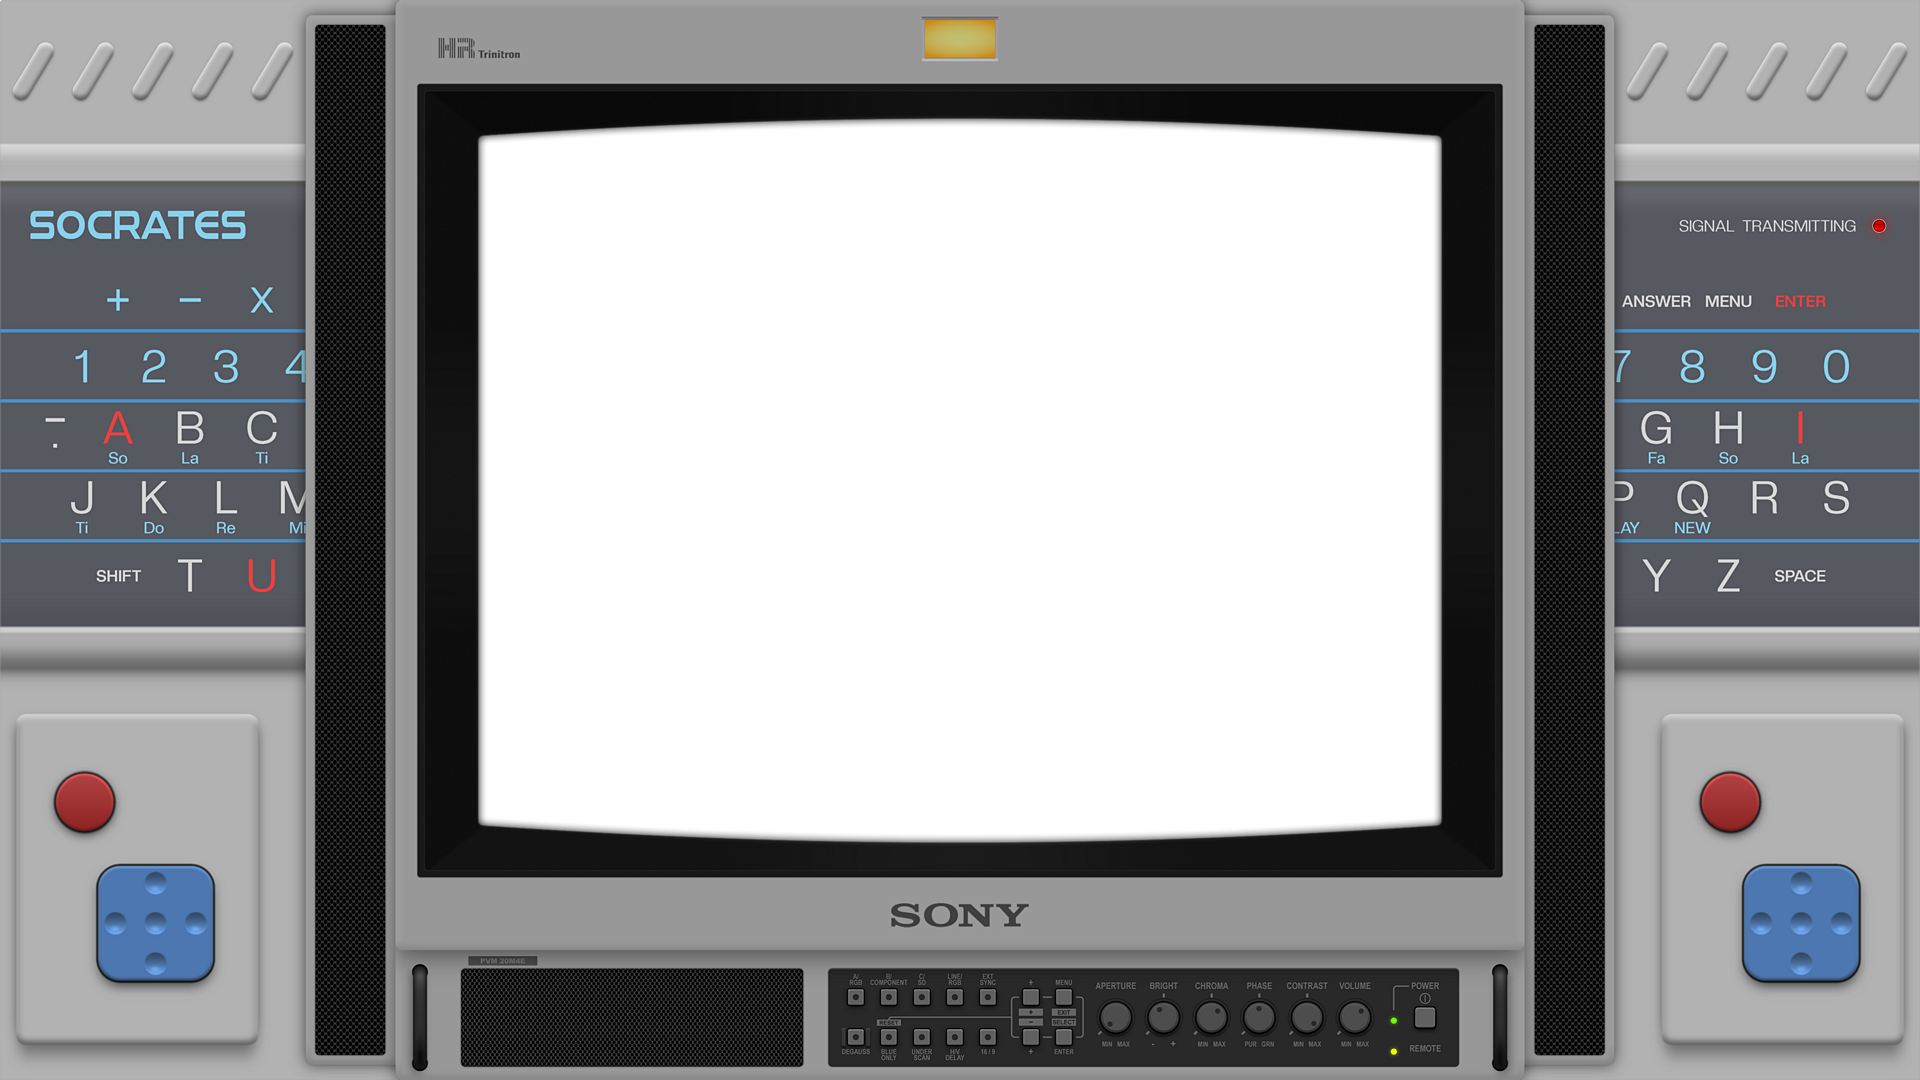 HR Trinitron
SOCRATES
SIGNAL TRANSMITTING
+ − X
ANSWER MENU ENTER
1 2 3 4
7 8 9 0
A B C
So La Ti
G H I
Fa So La
J K L M
Ti Do Re Mi
P Q R S
LAY NEW
SHIFT T U
Y Z SPACE
SONY
PVM 20M4E
A/ RGB
B/ COMPONENT
C/ SD
LINE/ RGB
EXT SYNC
+
MENU
APERTURE BRIGHT CHROMA PHASE CONTRAST VOLUME
POWER
+
EXIT
RESET
−
SELECT
MIN MAX
- +
MIN MAX
PUR GRN
MIN MAX
MIN MAX
DEGAUSS
BLUE ONLY
UNDER SCAN
H/V DELAY
16 / 9
+
ENTER
REMOTE